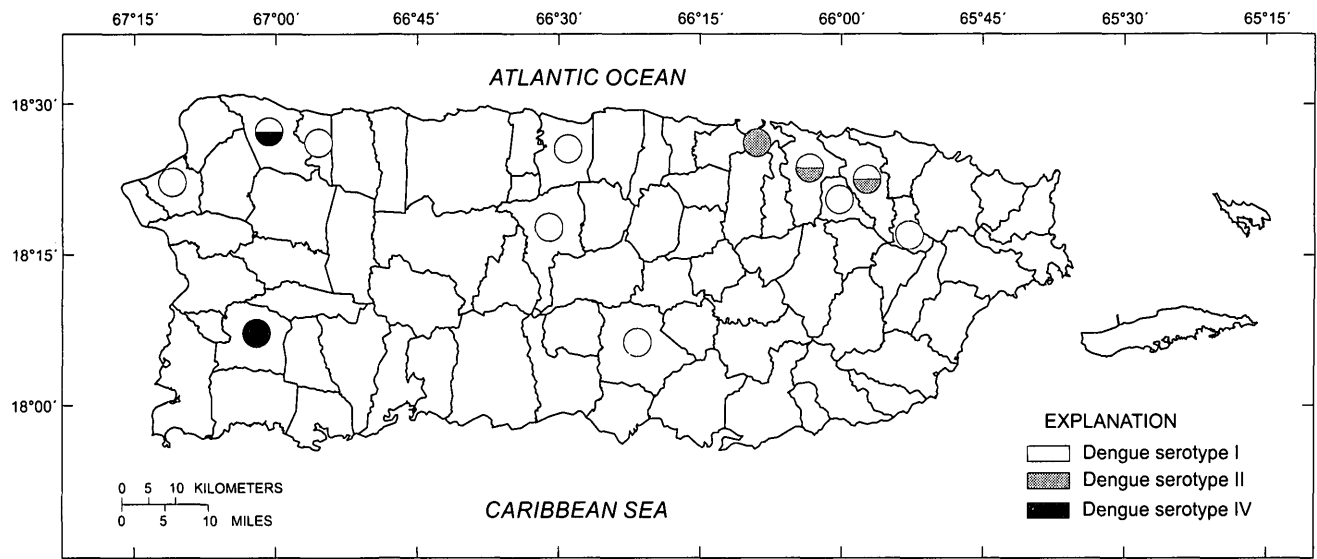 67°15′ 67°00′ 66°45′ 66°30′ 66°15′ 66°00′ 65°45′ 65°30′ 65°15′
ATLANTIC OCEAN
18°30′
18°15′
18°00′
EXPLANATION
Dengue serotype I
Dengue serotype II
Dengue serotype IV
0 5 10 KILOMETERS
0 5 10 MILES
CARIBBEAN SEA